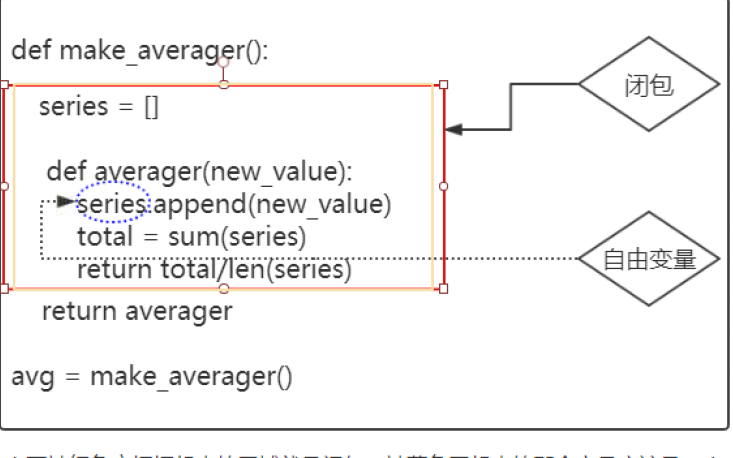 def make_averager():
series = []
闭包
def averager(new_value):
series.append(new_value)
total = sum(series)
自由变量
return total/len(series)
return averager
avg = make_averager()